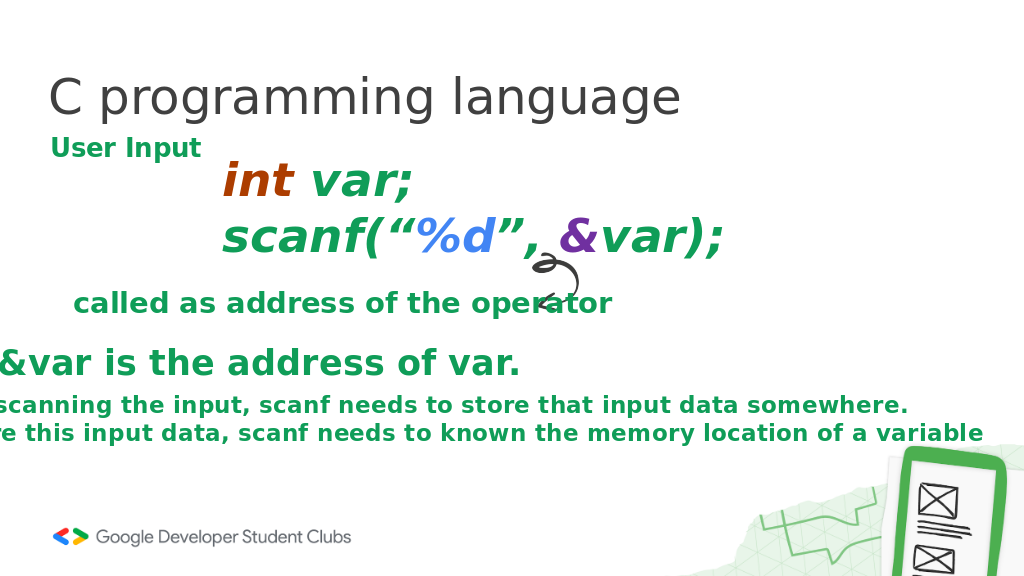 C programming language
User Input
int var;
scanf(“%d”, &var);
called as address of the operator
&var is the address of var.
scanning the input, scanf needs to store that input data somewhere.
this input data, scanf needs to known the memory location of a variable
Google Developer Student Clubs